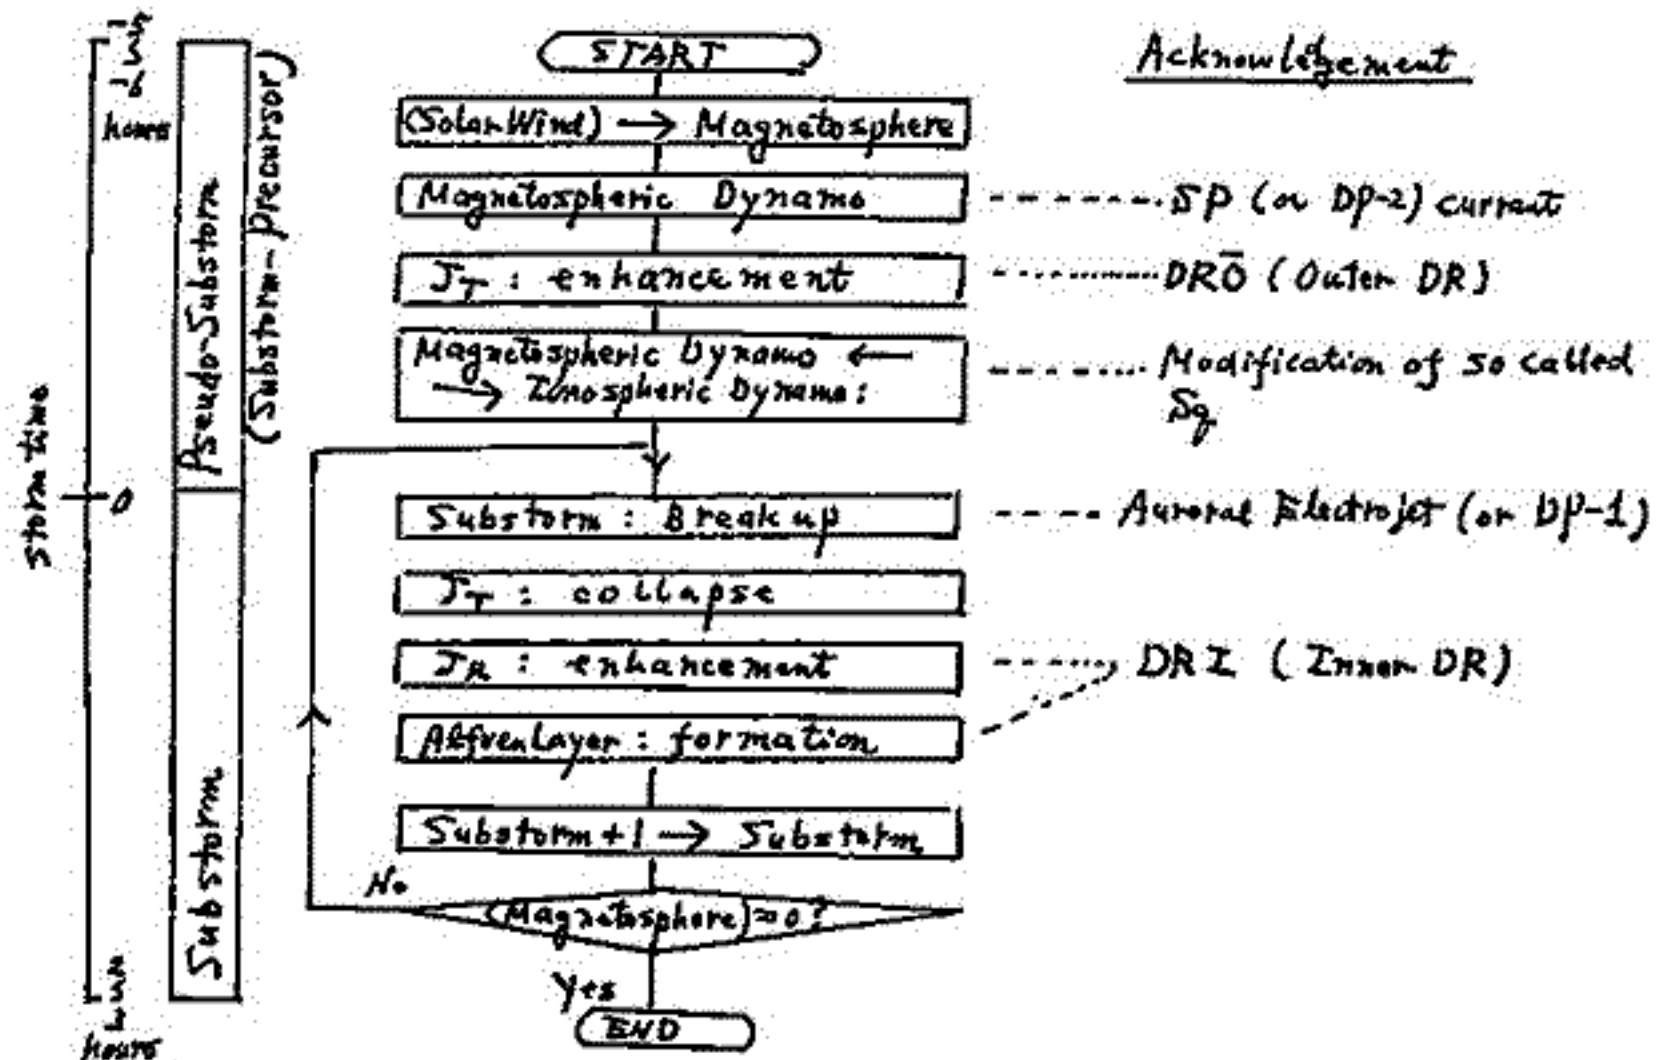 START
Acknowledgement
(Solar Wind) → Magnetosphere
Magnetospheric Dynamo
SP (or DP-2) current
J_T : enhancement
DRO (Outer DR)
Magnetospheric Dynamo ←
→ Ionospheric Dynamo :
Modification of so called
Sq
Substorm : Break up
Auroral Electrojet (or DP-1)
J_T : collapse
J_R : enhancement
DRI (Inner DR)
Alfven Layer : formation
Substorm + 1 → Substorm
No
(Magnetosphere) ≈ 0 ?
Yes
END
hours
0
hours
storm time
Pseudo-Substorm
(Substorm-precursor)
Substorm